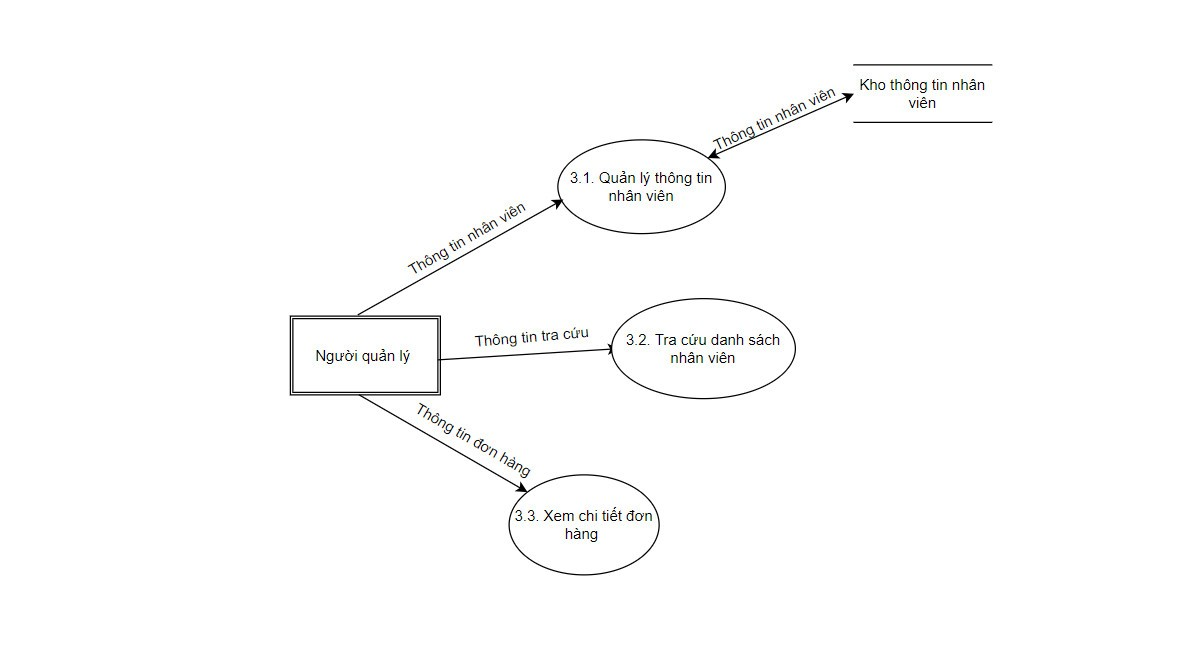 Kho thông tin nhân
viên
Thông tin nhân viên
3.1. Quản lý thông tin
nhân viên
Thông tin nhân viên
Thông tin tra cứu
3.2. Tra cứu danh sách
nhân viên
Người quản lý
Thông tin đơn hàng
3.3. Xem chi tiết đơn
hàng